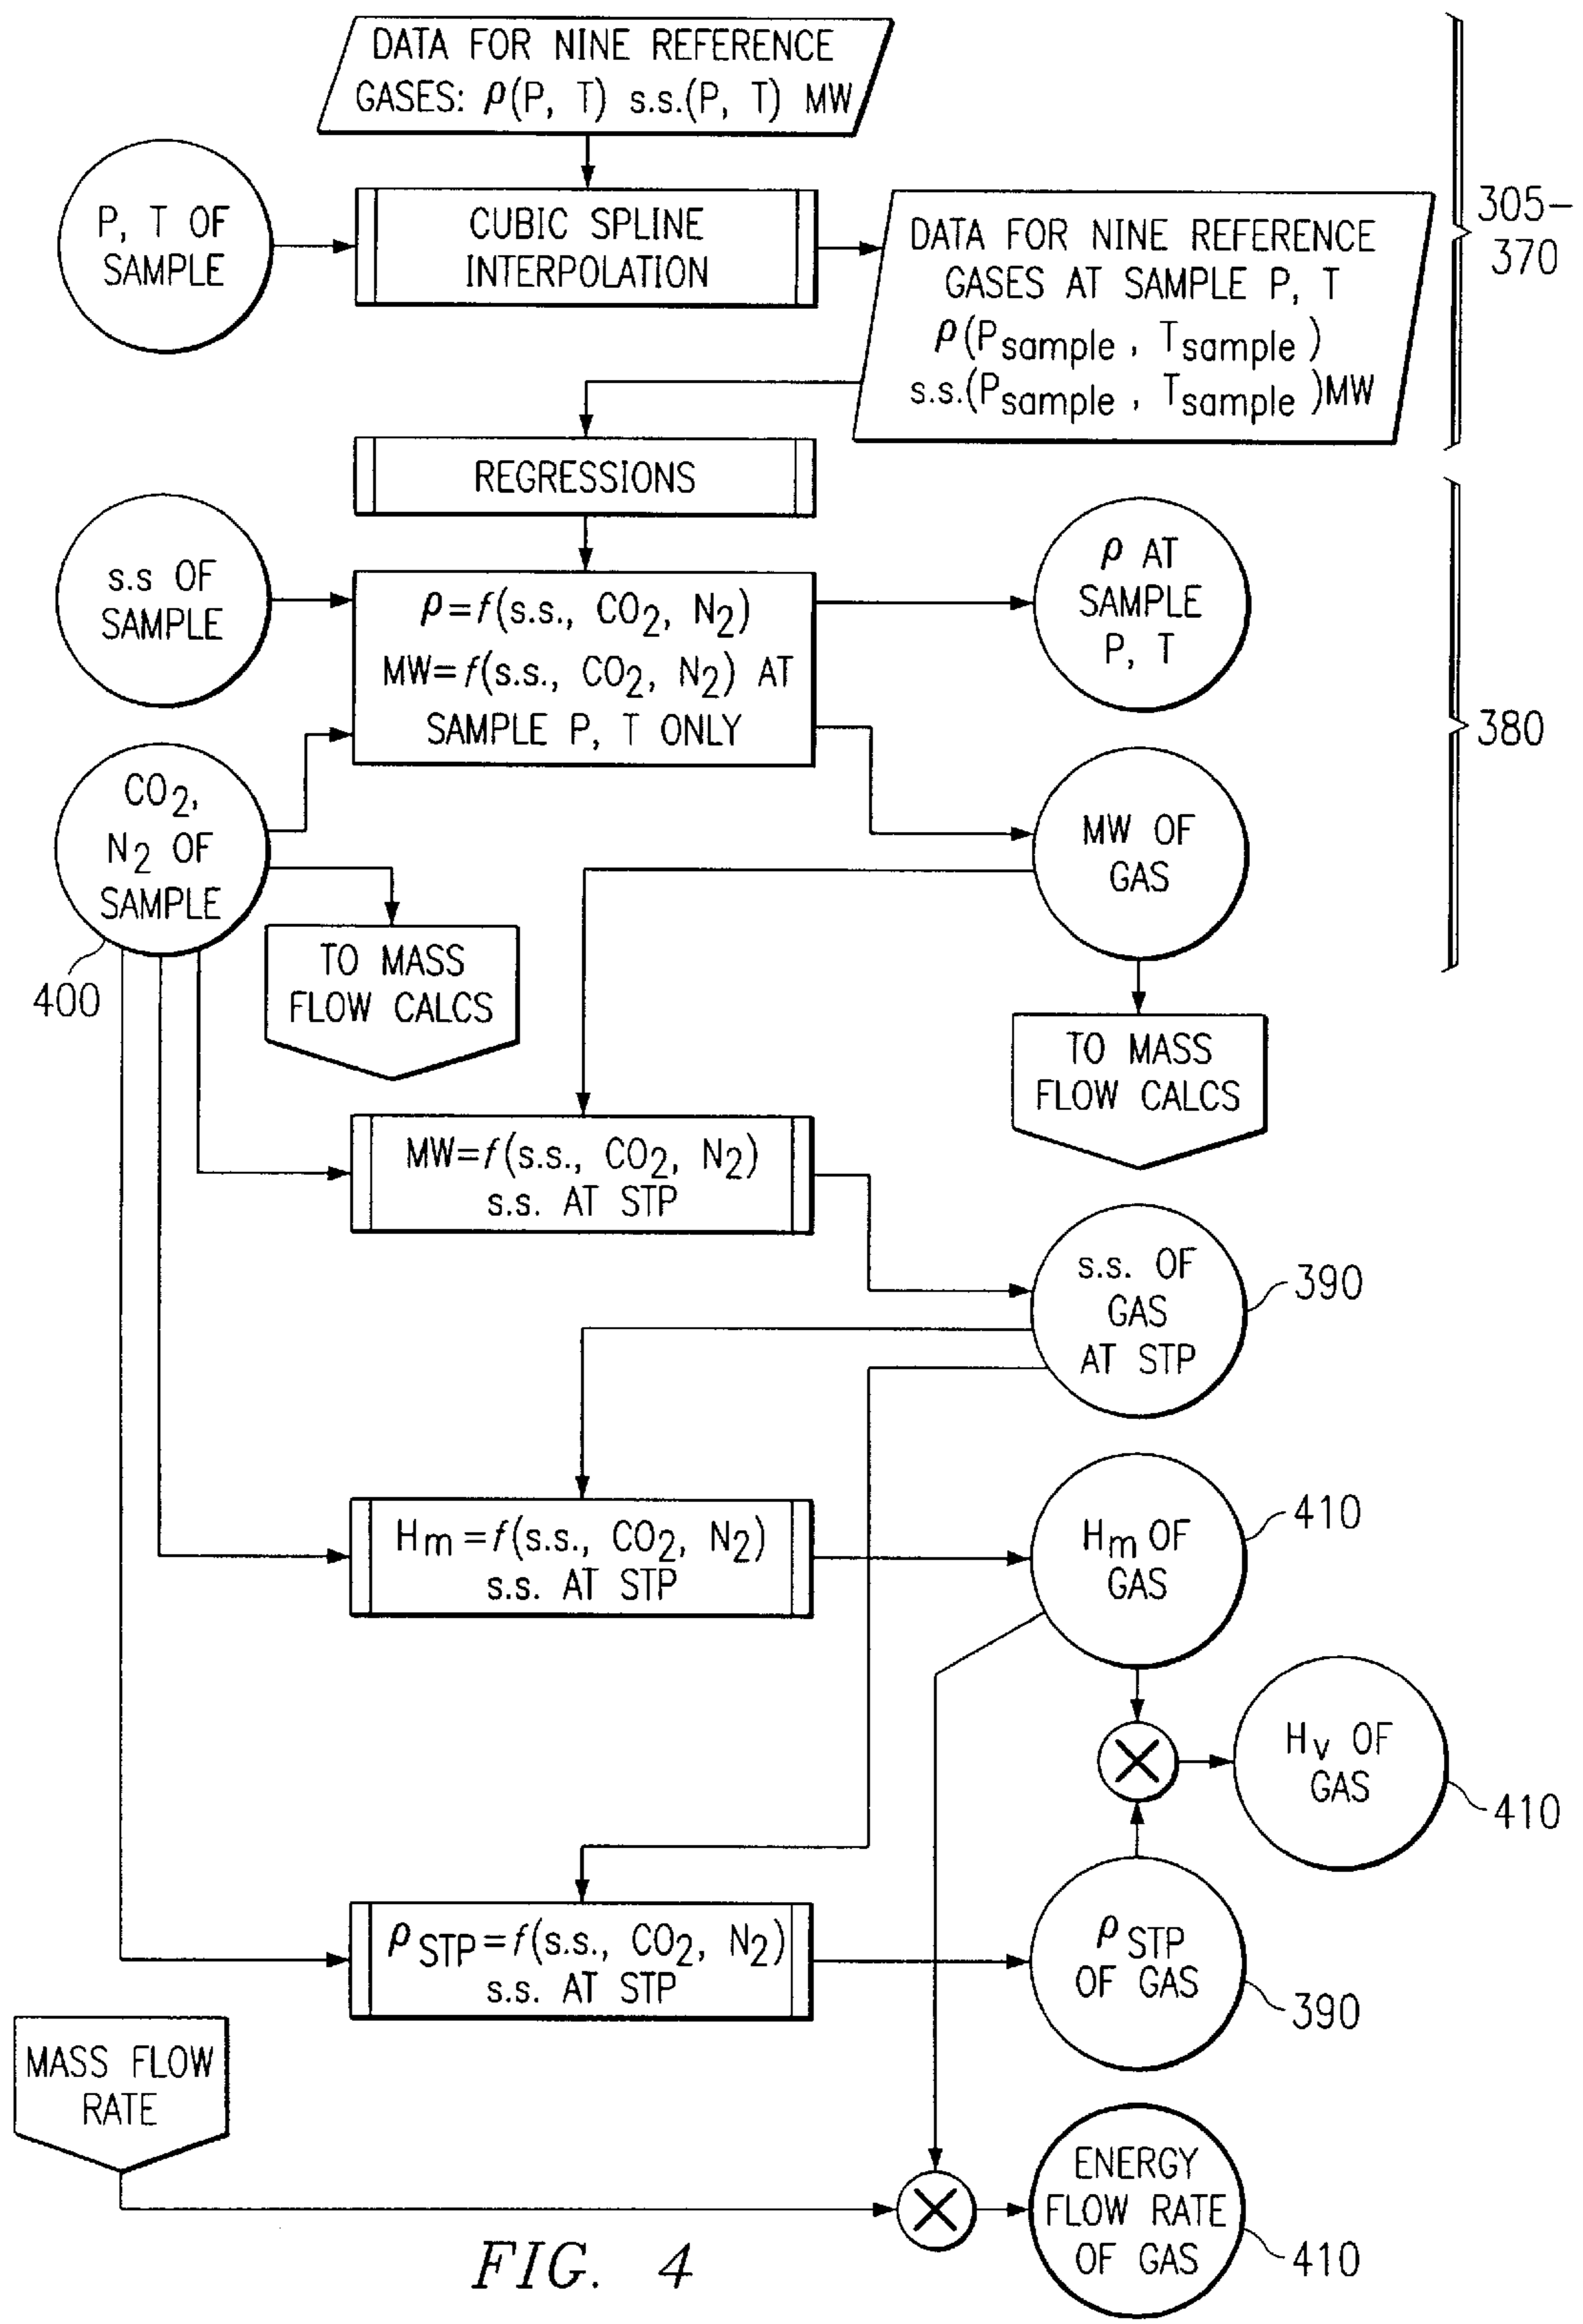 DATA FOR NINE REFERENCE
GASES: ρ(P, T) s.s.(P, T) MW
P, T OF
SAMPLE
CUBIC SPLINE
INTERPOLATION
DATA FOR NINE REFERENCE
GASES AT SAMPLE P, T
ρ(Psample , Tsample )
s.s.(Psample , Tsample )MW
305–
370
REGRESSIONS
s.s OF
SAMPLE
ρ=f(s.s., CO2, N2)
MW=f(s.s., CO2, N2) AT
SAMPLE P, T ONLY
ρ AT
SAMPLE
P, T
380
CO2,
N2 OF
SAMPLE
400
MW OF
GAS
TO MASS
FLOW CALCS
TO MASS
FLOW CALCS
MW=f(s.s., CO2, N2)
s.s. AT STP
s.s. OF
GAS
AT STP
390
Hm=f(s.s., CO2, N2)
s.s. AT STP
Hm OF
GAS
410
Hv OF
GAS
410
ρSTP=f(s.s., CO2, N2)
s.s. AT STP
ρSTP
OF GAS
390
MASS FLOW
RATE
ENERGY
FLOW RATE
OF GAS
410
FIG. 4